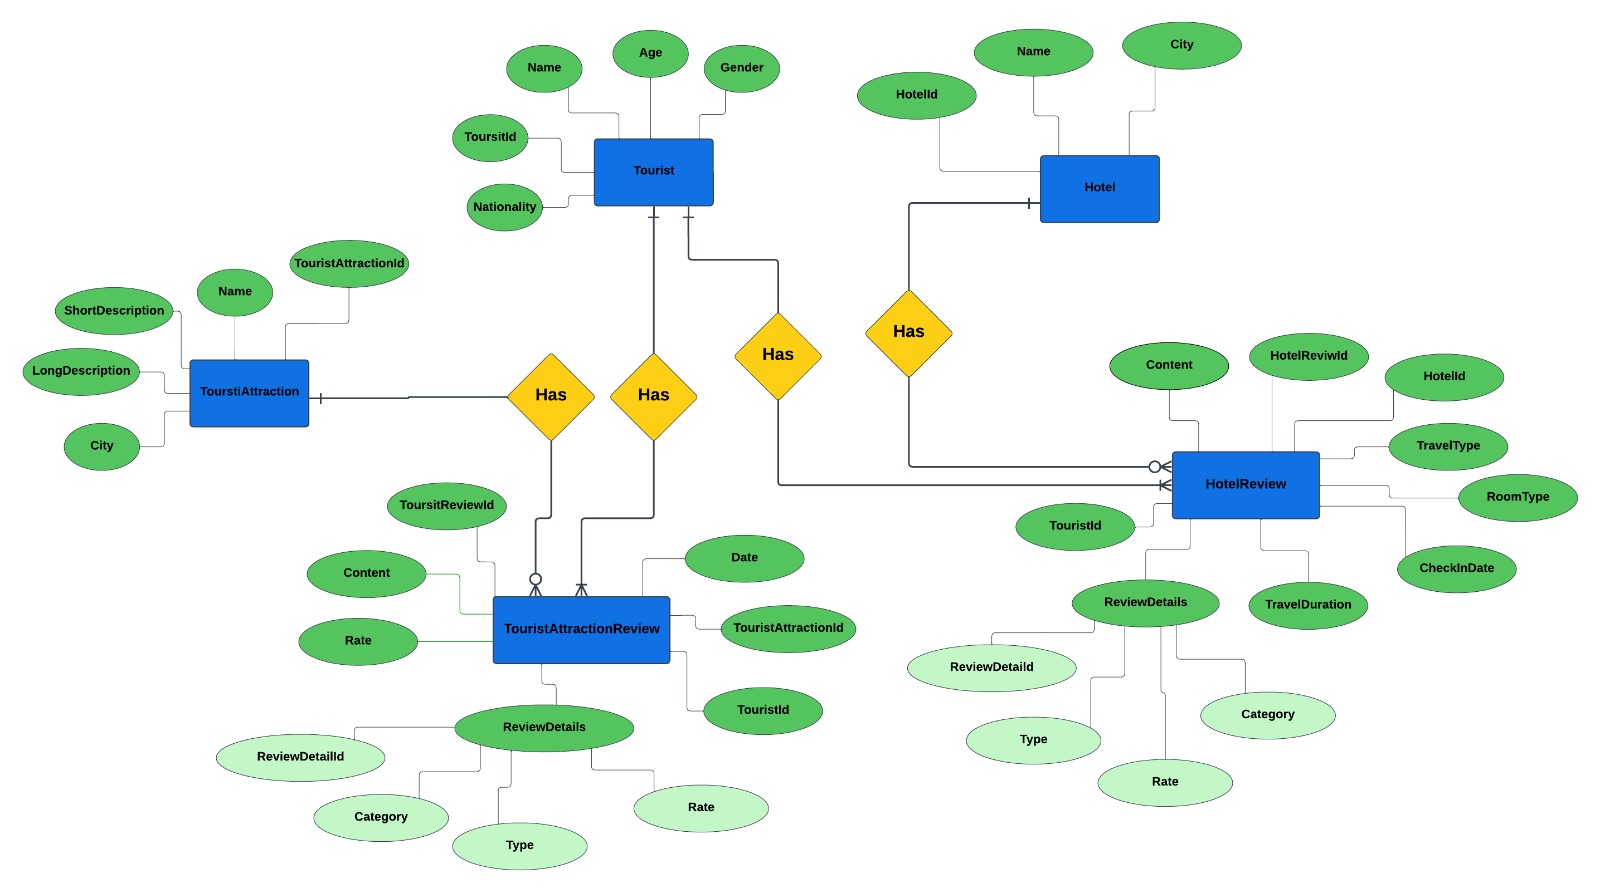 City
Name
Age
Name
Gender
HotelId
ToursitId
Tourist
Hotel
Nationality
TouristAttractionId
Name
ShortDescription
Has
Has
LongDescription
TourstiAttraction
Has
Has
HotelReviwId
Content
HotelId
City
TravelType
HotelReview
RoomType
ToursitReviewId
TouristId
Date
Content
CheckInDate
ReviewDetails
TravelDuration
TouristAttractionReview
TouristAttractionId
Rate
ReviewDetaild
TouristId
Category
ReviewDetails
Type
ReviewDetailId
Rate
Rate
Category
Type